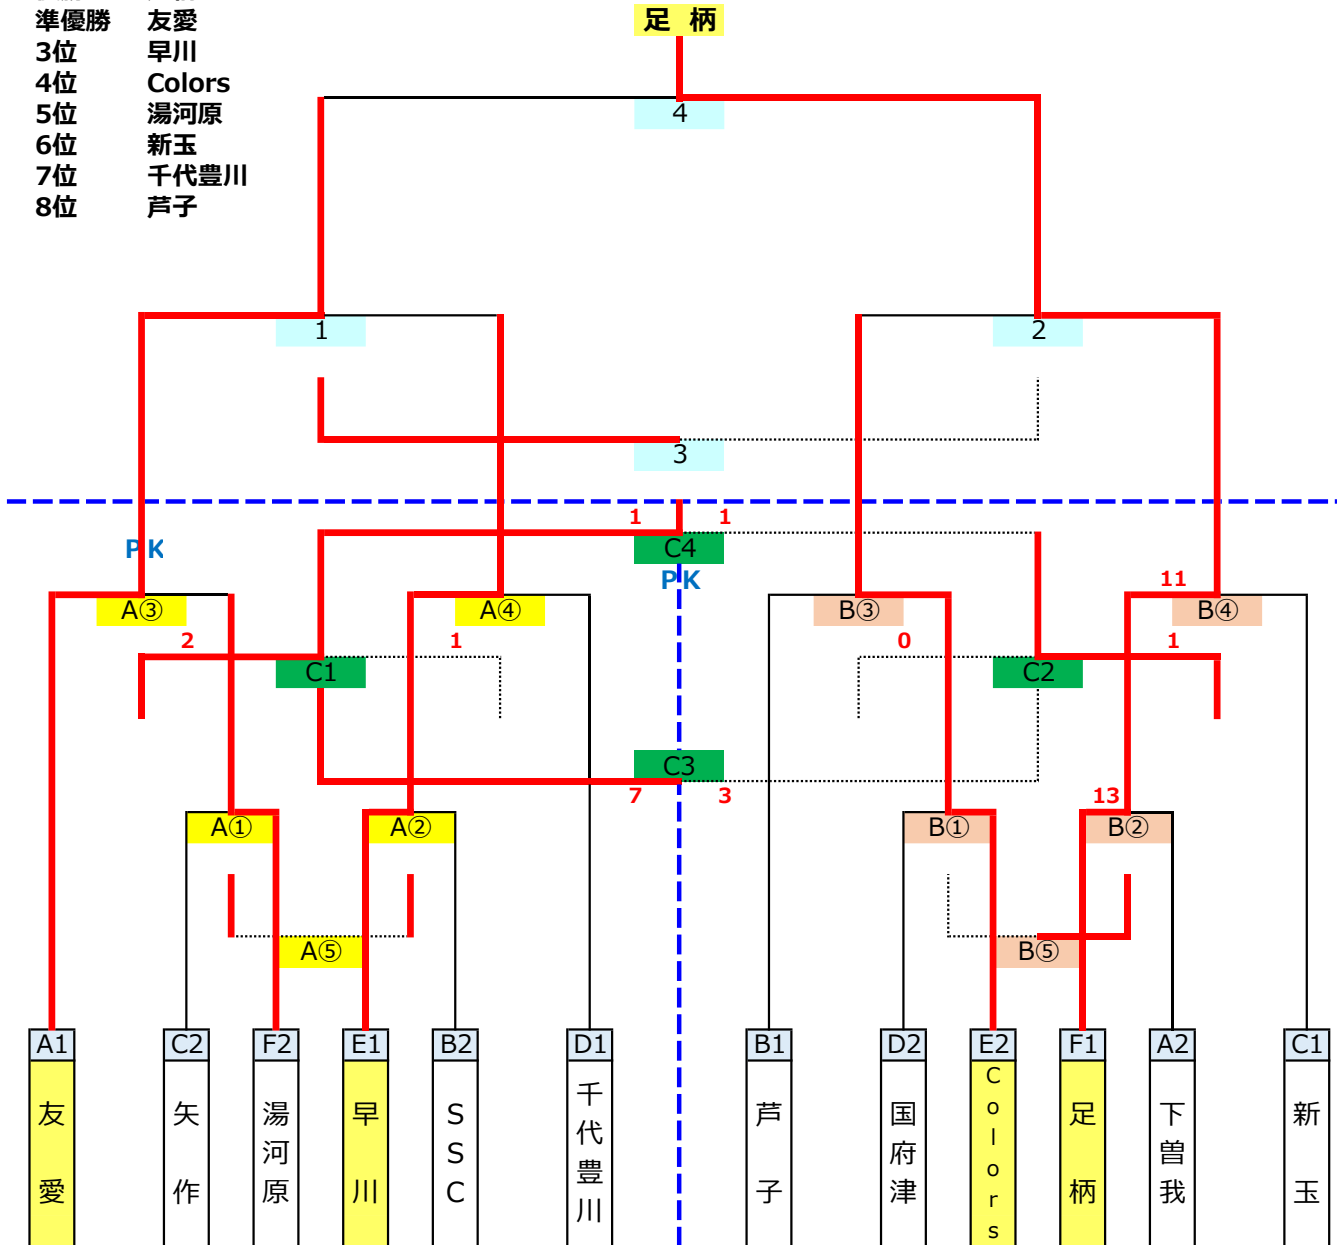 足 柄
準優勝 友愛
3位 早川
4位 Colors
5位 湯河原
6位 新玉
7位 千代豊川
8位 芦子
4
1
2
3
1
1
C4
PK
PK
A③
A④
B③
11
B④
2
1
0
1
C1
C2
C3
7
3
13
A①
A②
B①
B②
A⑤
B⑤
A1
C2
F2
E1
B2
D1
B1
D2
E2
F1
A2
C1
友愛
矢作
湯河原
早川
SSC
千代豊川
芦子
国府津
Colors
足柄
下曽我
新玉